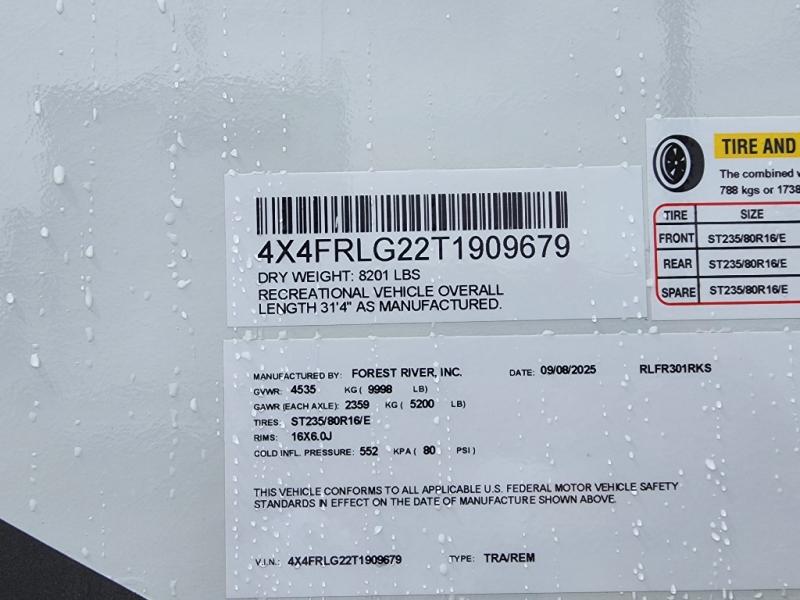 4X4FRLG22T1909679
DRY WEIGHT: 8201 LBS
RECREATIONAL VEHICLE OVERALL
LENGTH 31'4" AS MANUFACTURED.
TIRE AND
The combined
788 kgs or 1738
TIRE SIZE
FRONT ST235/80R16/E
REAR ST235/80R16/E
SPARE ST235/80R16/E
MANUFACTURED BY: FOREST RIVER, INC. DATE: 09/08/2025 RLFR301RKS
GVWR: 4535 KG ( 9998 LB)
GAWR (EACH AXLE): 2359 KG ( 5200 LB)
TIRES: ST235/80R16/E
RIMS: 16X6.0J
COLD INFL. PRESSURE: 552 KPA ( 80 PSI)
THIS VEHICLE CONFORMS TO ALL APPLICABLE U.S. FEDERAL MOTOR VEHICLE SAFETY
STANDARDS IN EFFECT ON THE DATE OF MANUFACTURE SHOWN ABOVE.
V.I.N.: 4X4FRLG22T1909679 TYPE: TRA/REM